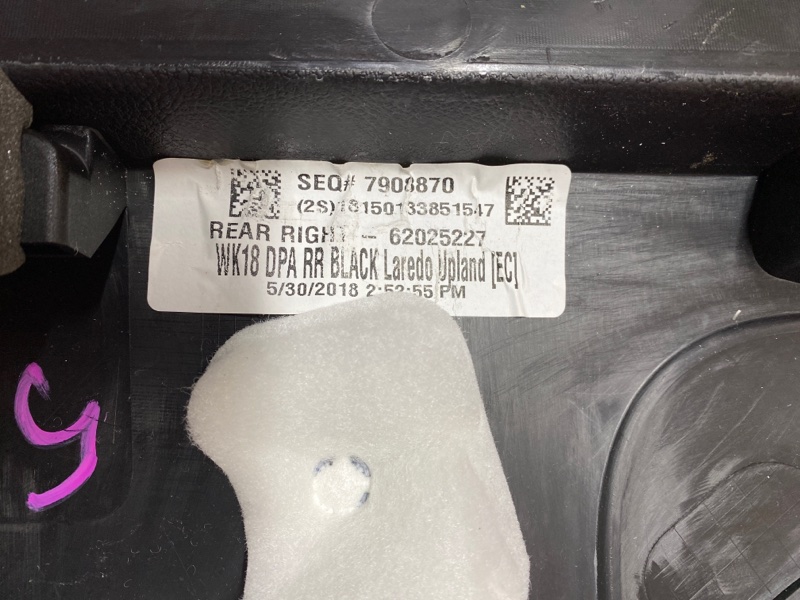 SEQ# 7908870
(2S)18150133851547
REAR RIGHT - 62025227
WK18 DPA RR BLACK Laredo Upland [EC]
5/30/2018 2:52:55 PM